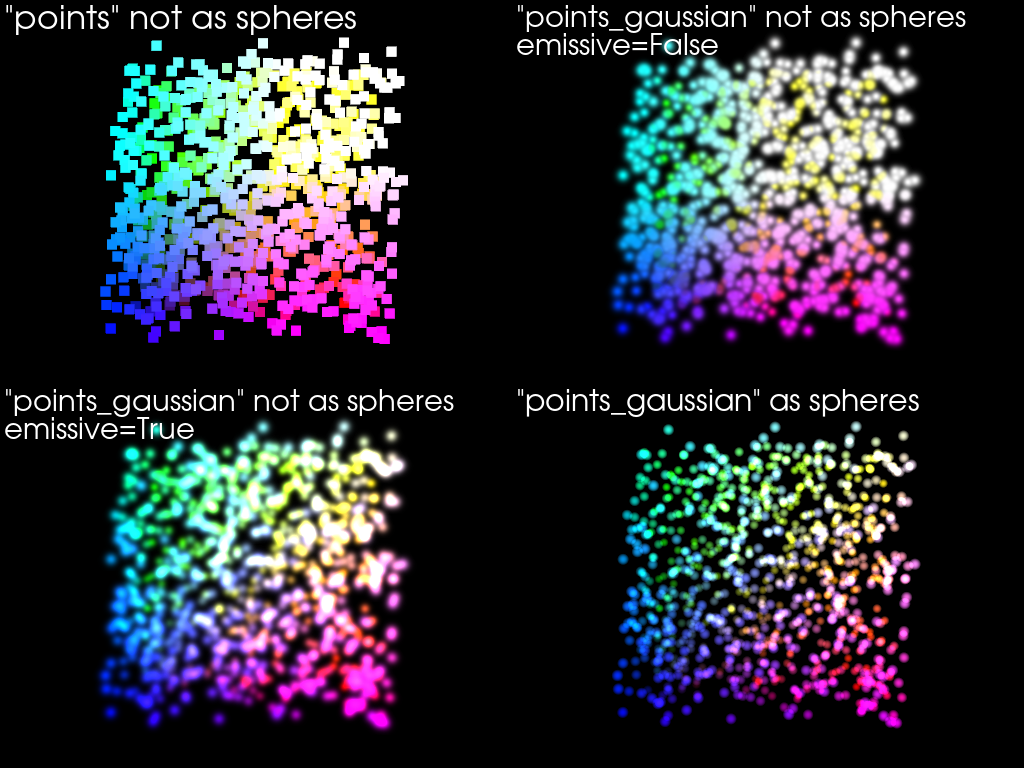 "points" not as spheres
"points_gaussian" not as spheres
emissive=False
"points_gaussian" not as spheres
emissive=True
"points_gaussian" as spheres